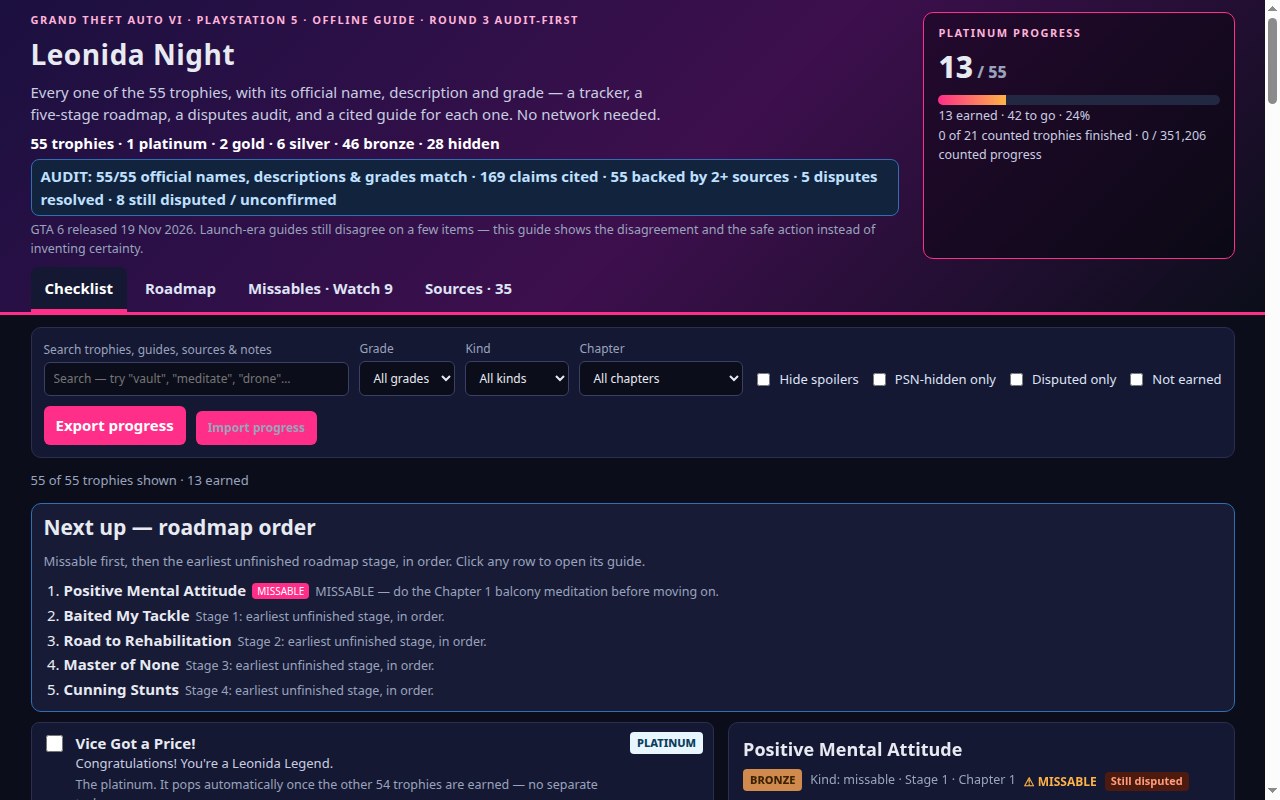 GRAND THEFT AUTO VI · PLAYSTATION 5 · OFFLINE GUIDE · ROUND 3 AUDIT-FIRST
Leonida Night
Every one of the 55 trophies, with its official name, description and grade — a tracker, a
five-stage roadmap, a disputes audit, and a cited guide for each one. No network needed.
55 trophies · 1 platinum · 2 gold · 6 silver · 46 bronze · 28 hidden
AUDIT: 55/55 official names, descriptions & grades match · 169 claims cited · 55 backed by 2+ sources · 5 disputes
resolved · 8 still disputed / unconfirmed
GTA 6 released 19 Nov 2026. Launch-era guides still disagree on a few items — this guide shows the disagreement and the safe action instead of
inventing certainty.
PLATINUM PROGRESS
13 / 55
13 earned · 42 to go · 24%
0 of 21 counted trophies finished · 0 / 351,206
counted progress
Checklist Roadmap Missables · Watch 9 Sources · 35
Search trophies, guides, sources & notes Grade Kind Chapter
Search — try "vault", "meditate", "drone"... All grades All kinds All chapters Hide spoilers PSN-hidden only Disputed only Not earned
Export progress Import progress
55 of 55 trophies shown · 13 earned
Next up — roadmap order
Missable first, then the earliest unfinished roadmap stage, in order. Click any row to open its guide.
1. Positive Mental Attitude MISSABLE MISSABLE — do the Chapter 1 balcony meditation before moving on.
2. Baited My Tackle Stage 1: earliest unfinished stage, in order.
3. Road to Rehabilitation Stage 2: earliest unfinished stage, in order.
4. Master of None Stage 3: earliest unfinished stage, in order.
5. Cunning Stunts Stage 4: earliest unfinished stage, in order.
Vice Got a Price! PLATINUM
Congratulations! You're a Leonida Legend.
The platinum. It pops automatically once the other 54 trophies are earned — no separate
Positive Mental Attitude
BRONZE Kind: missable · Stage 1 · Chapter 1 ⚠ MISSABLE Still disputed